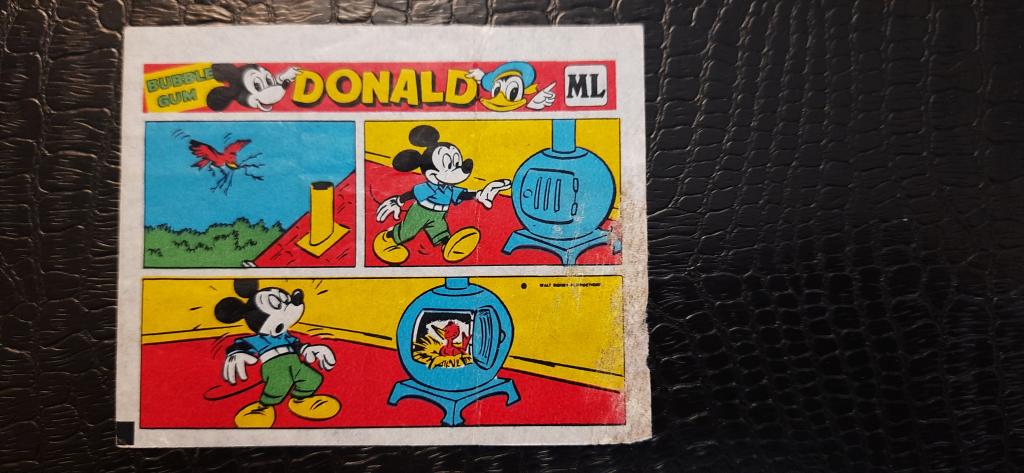 BUBBLE
GUM
DONALD
ML
WALT DISNEY PRODUCTIONS